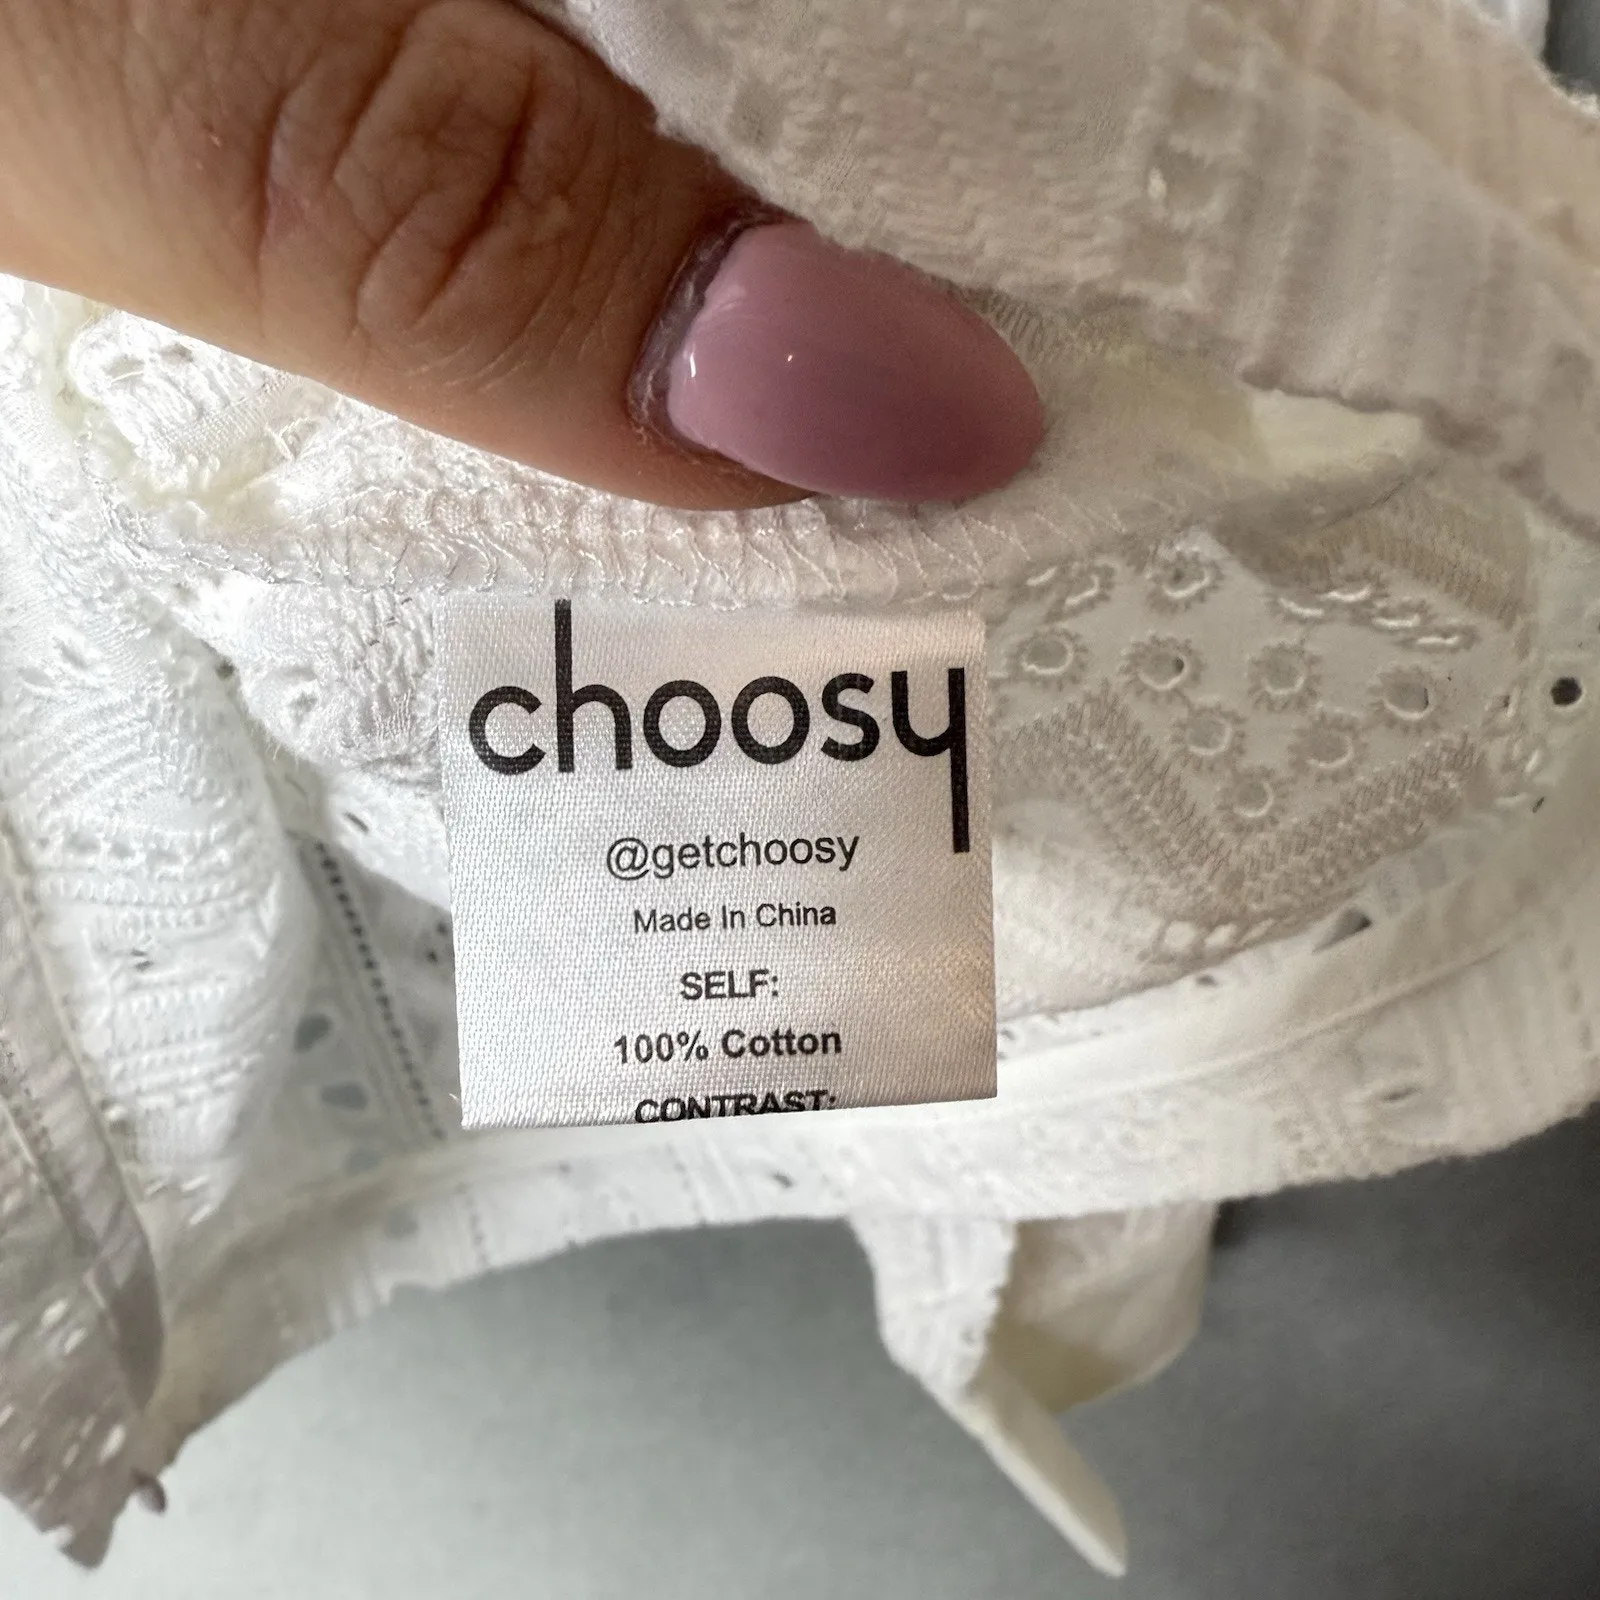 choosy
@getchoosy
Made In China
SELF:
100% Cotton
CONTRAST: